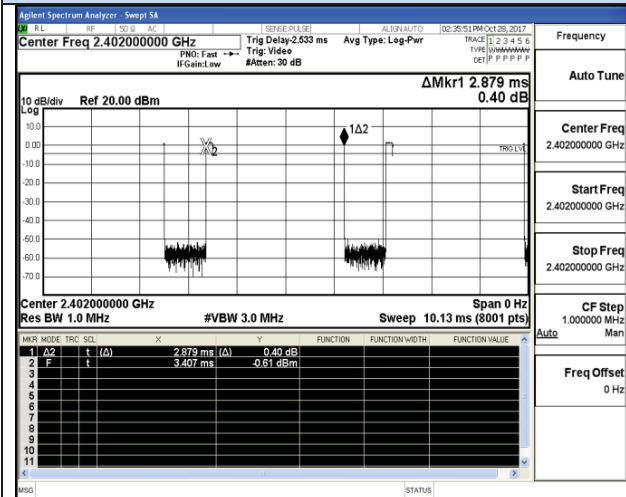 Agilent Spectrum Analyzer - Swept SA
RL RF 50 Ω AC SENSE:PULSE ALIGN AUTO 02:35:51 PM Oct 28, 2017
Center Freq 2.402000000 GHz
PNO: Fast
IFGain:Low
Trig Delay-2.633 ms
Trig: Video
#Atten: 30 dB
Avg Type: Log-Pwr
TRACE 1 2 3 4 5 6
TYPE WWWWWW
DET P P P P P P
ΔMkr1 2.879 ms
0.40 dB
10 dB/div Ref 20.00 dBm
Log
10.0
0.00
-10.0
-20.0
-30.0
-40.0
-50.0
-60.0
-70.0
1Δ2
2
TRIG LVL
Center 2.402000000 GHz Span 0 Hz
Res BW 1.0 MHz #VBW 3.0 MHz Sweep 10.13 ms (8001 pts)
MKR MODE TRC SCL X Y FUNCTION FUNCTION WIDTH FUNCTION VALUE
1 Δ2 t (Δ) 2.879 ms (Δ) 0.40 dB
2 F t 3.407 ms -0.61 dBm
3
4
5
6
7
8
9
10
11
MSG STATUS
Frequency
Auto Tune
Center Freq
2.402000000 GHz
Start Freq
2.402000000 GHz
Stop Freq
2.402000000 GHz
CF Step
1.000000 MHz
Auto Man
Freq Offset
0 Hz